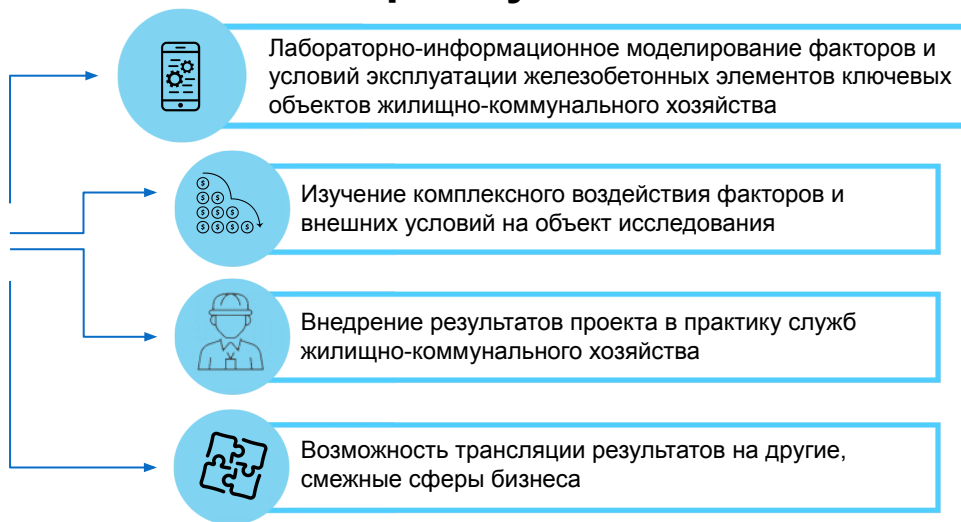 Лабораторно-информационное моделирование факторов и
условий эксплуатации железобетонных элементов ключевых
объектов жилищно-коммунального хозяйства
Изучение комплексного воздействия факторов и
внешних условий на объект исследования
Внедрение результатов проекта в практику служб
жилищно-коммунального хозяйства
Возможность трансляции результатов на другие,
смежные сферы бизнеса